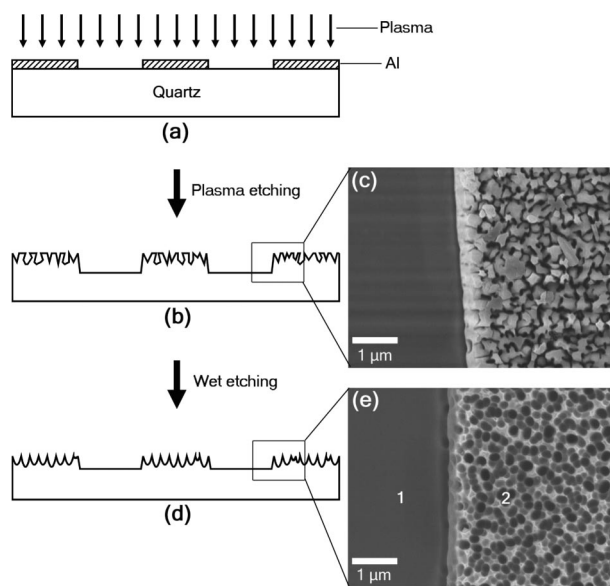 Plasma
Al
Quartz
(a)
Plasma etching
(c)
1 μm
(b)
Wet etching
(e)
1
2
1 μm
(d)